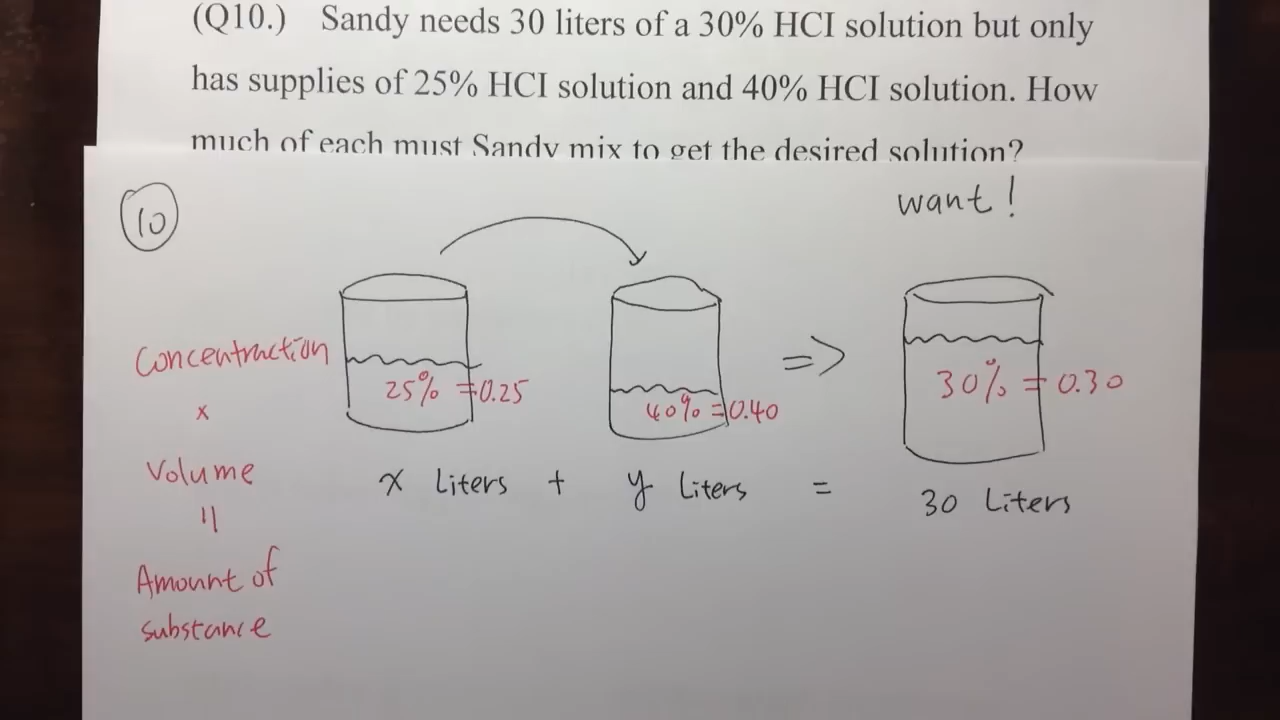 (Q10.) Sandy needs 30 liters of a 30% HCI solution but only
has supplies of 25% HCI solution and 40% HCI solution. How
much of each must Sandy mix to get the desired solution?
10
want!
Concentraction
x
Volume
=
Amount of
substance
25% = 0.25
40% = 0.40
=>
30% = 0.30
x Liters + y Liters = 30 Liters